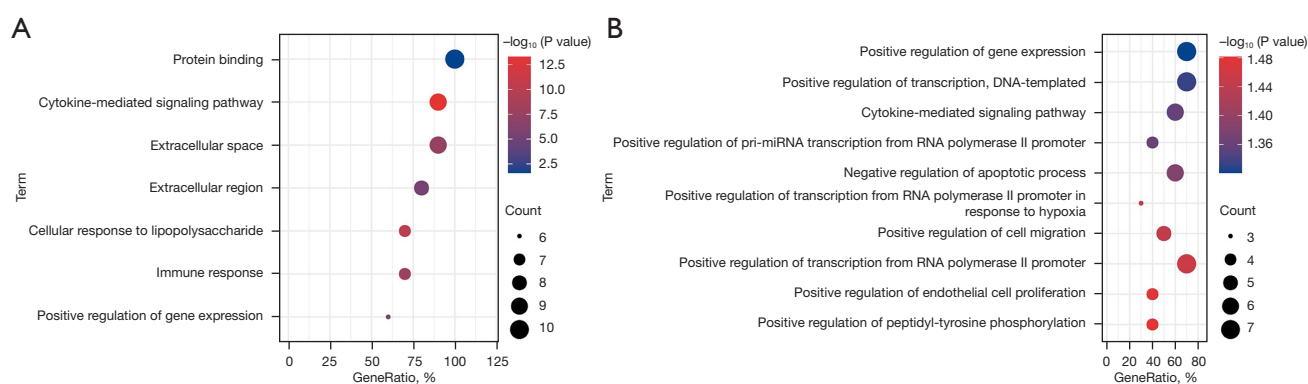 A
Term
Protein binding
Cytokine-mediated signaling pathway
Extracellular space
Extracellular region
Cellular response to lipopolysaccharide
Immune response
Positive regulation of gene expression
0 25 50 75 100 125
GeneRatio, %
–log10 (P value)
12.5
10.0
7.5
5.0
2.5
Count
6
7
8
9
10
B
Term
Positive regulation of gene expression
Positive regulation of transcription, DNA-templated
Cytokine-mediated signaling pathway
Positive regulation of pri-miRNA transcription from RNA polymerase II promoter
Negative regulation of apoptotic process
Positive regulation of transcription from RNA polymerase II promoter in
response to hypoxia
Positive regulation of cell migration
Positive regulation of transcription from RNA polymerase II promoter
Positive regulation of endothelial cell proliferation
Positive regulation of peptidyl-tyrosine phosphorylation
0 20 40 60 80
GeneRatio, %
–log10 (P value)
1.48
1.44
1.40
1.36
Count
3
4
5
6
7